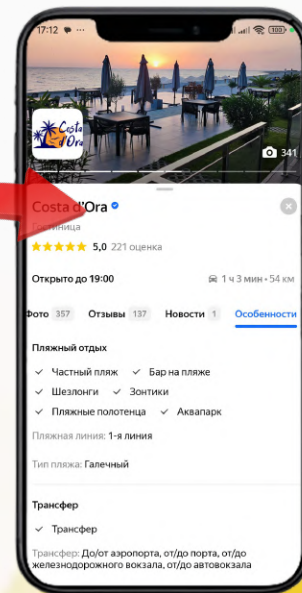 17:12
Costa
d'Ora
341
Costa d'Ora
Гостиница
5,0 221 оценка
Открыто до 19:00 1 ч 3 мин • 54 км
Фото 357 Отзывы 137 Новости 1 Особенности
Пляжный отдых
Частный пляж Бар на пляже
Шезлонги Зонтики
Пляжные полотенца Аквапарк
Пляжная линия: 1-я линия
Тип пляжа: Галечный
Трансфер
Трансфер
Трансфер: До/от аэропорта, от/до порта, от/до
железнодорожного вокзала, от/до автовокзала